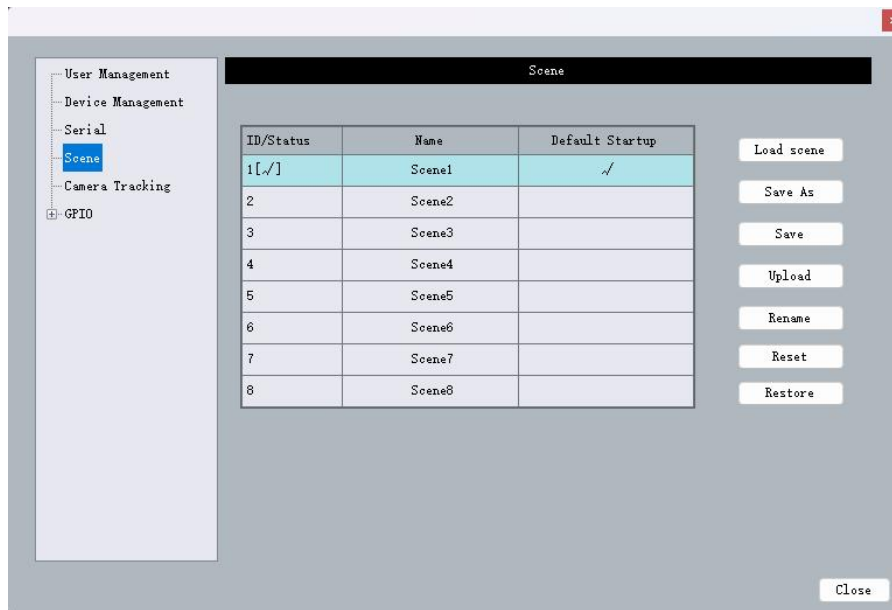 User Management
Device Management
Serial
Scene
Camera Tracking
GPIO
Scene
ID/Status Name Default Startup
1[√] Scene1 √
2 Scene2
3 Scene3
4 Scene4
5 Scene5
6 Scene6
7 Scene7
8 Scene8
Load scene
Save As
Save
Upload
Rename
Reset
Restore
Close